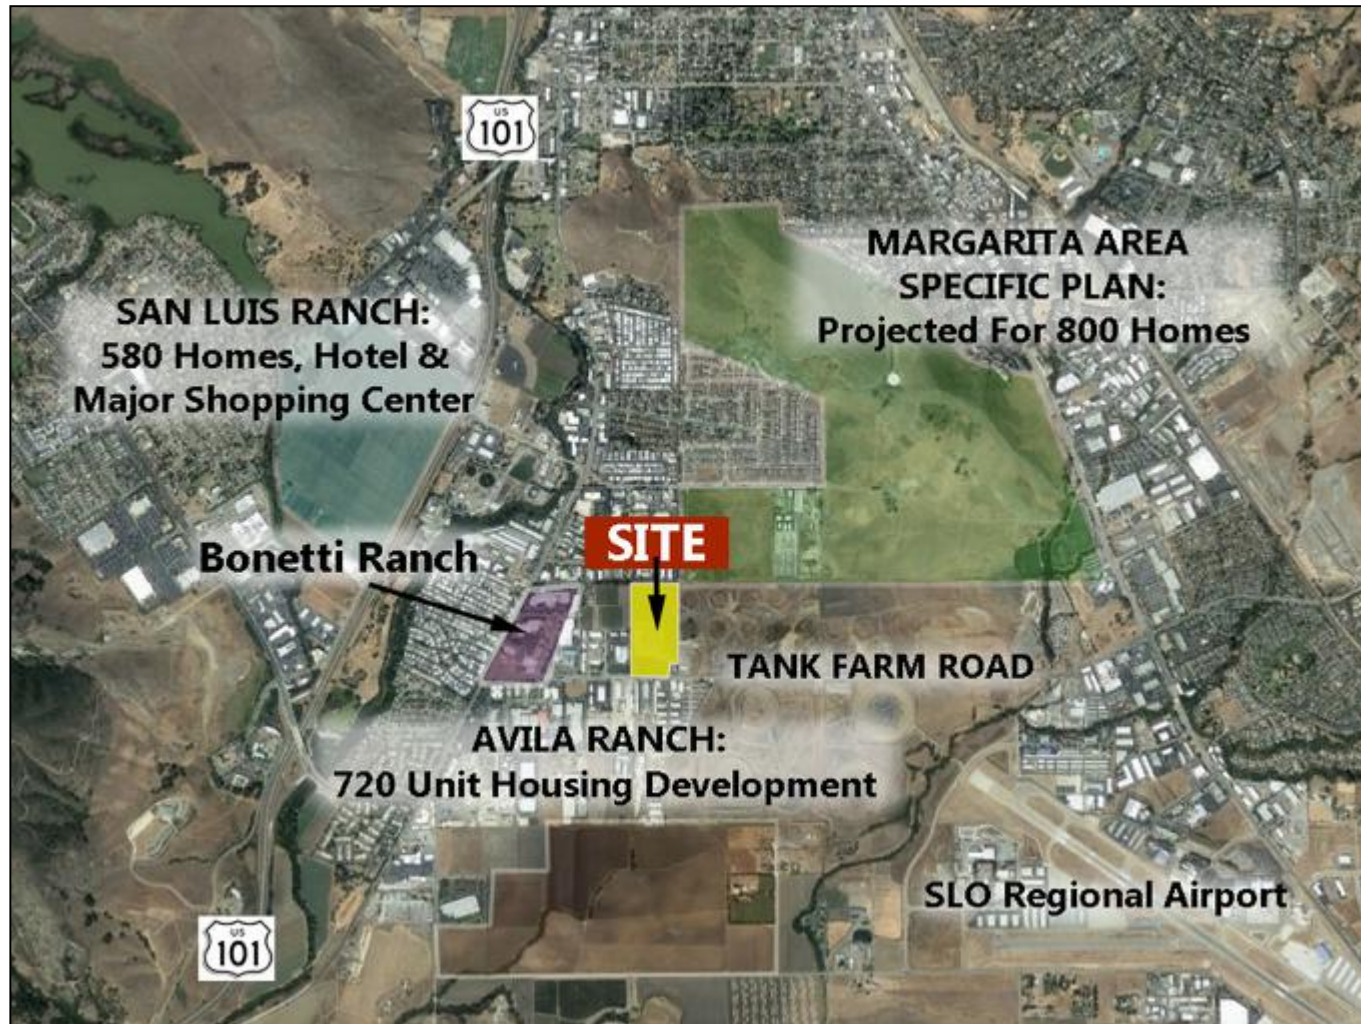 US
101
MARGARITA AREA
SPECIFIC PLAN:
Projected For 800 Homes
SAN LUIS RANCH:
580 Homes, Hotel &
Major Shopping Center
SITE
Bonetti Ranch
TANK FARM ROAD
AVILA RANCH:
720 Unit Housing Development
SLO Regional Airport
US
101